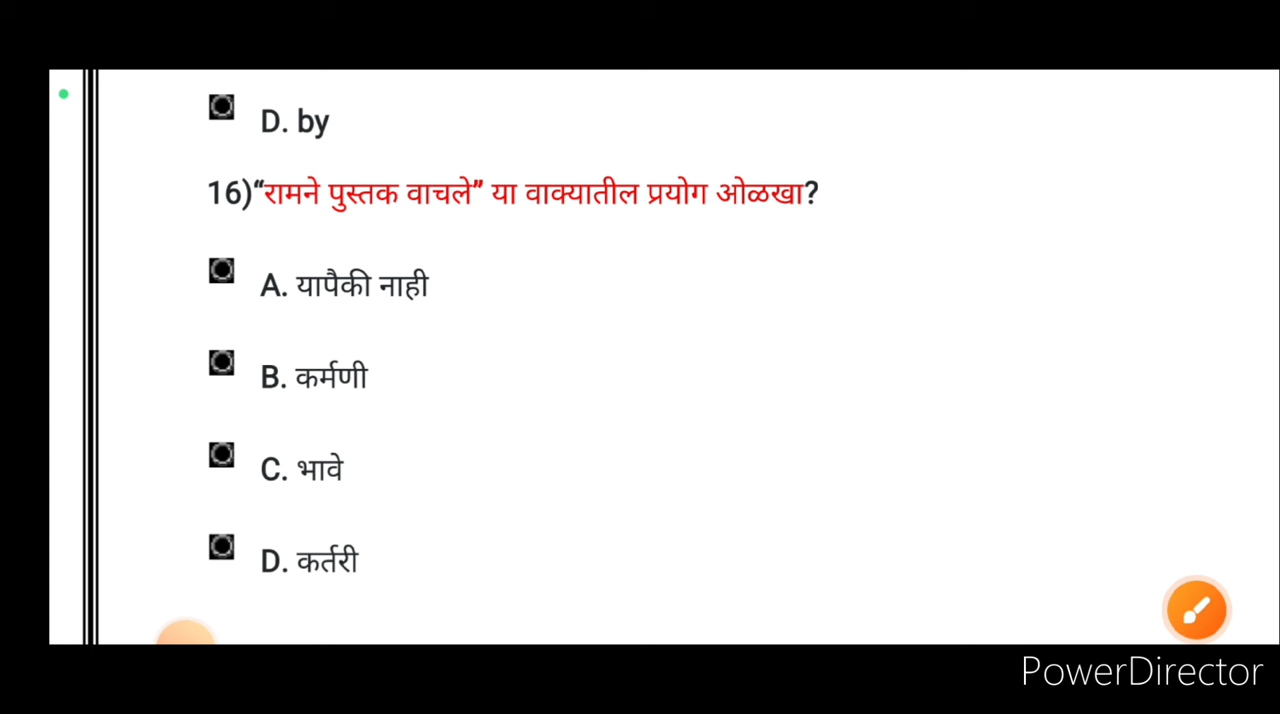 D. by
16)“रामने पुस्तक वाचले” या वाक्यातील प्रयोग ओळखा?
A. यापैकी नाही
B. कर्मणी
C. भावे
D. कर्तरी
PowerDirector